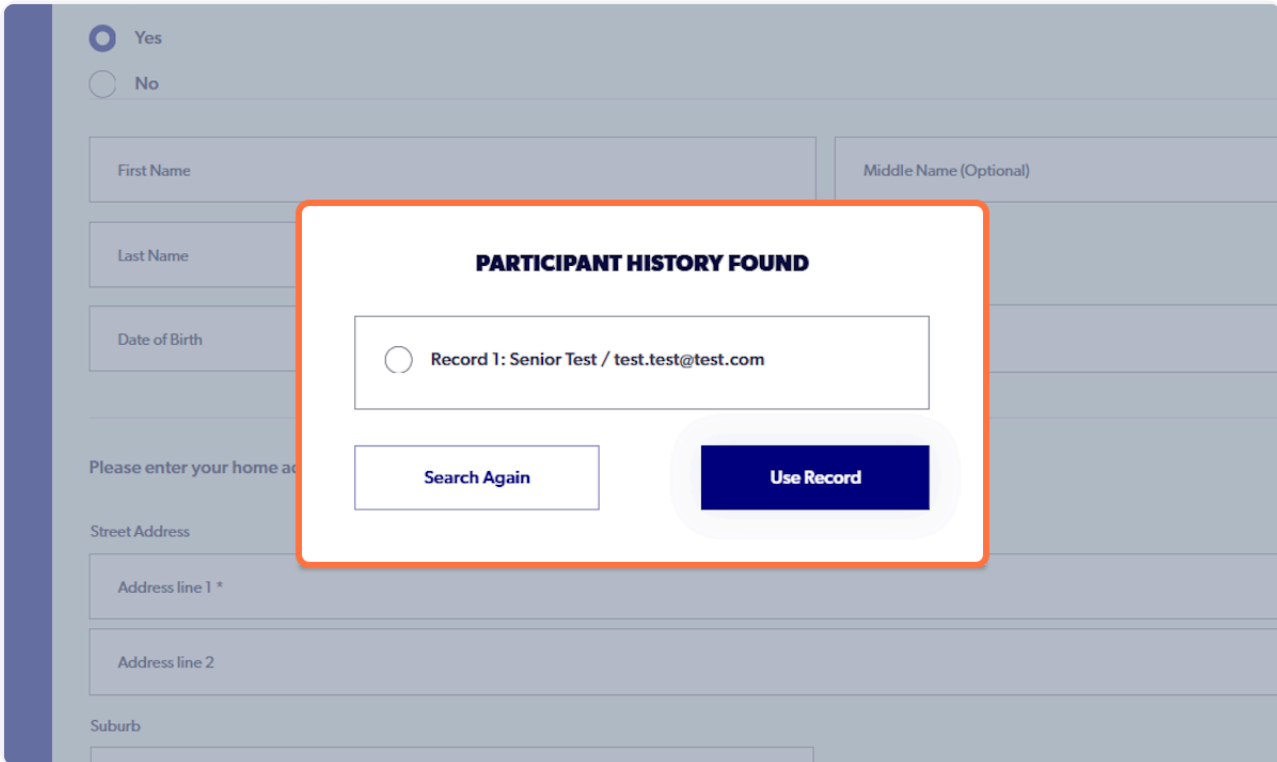 Yes
No
First Name
Middle Name (Optional)
Last Name
Date of Birth
PARTICIPANT HISTORY FOUND
Record 1: Senior Test / test.test@test.com
Search Again
Use Record
Please enter your home a
Street Address
Address line 1 *
Address line 2
Suburb